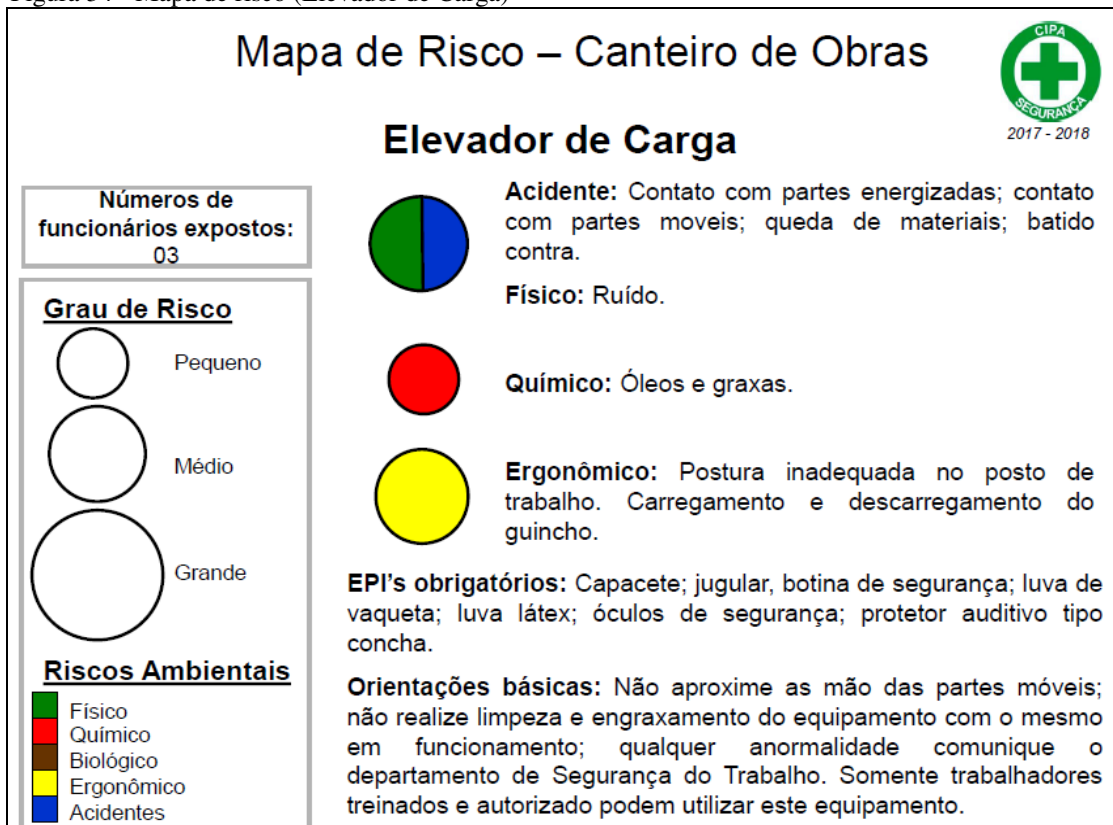 Mapa de Risco – Canteiro de Obras
CIPA
SEGURANÇA
2017 - 2018
Elevador de Carga
Números de
funcionários expostos:
03
Grau de Risco
Pequeno
Médio
Grande
Riscos Ambientais
Físico
Químico
Biológico
Ergonômico
Acidentes
Acidente: Contato com partes energizadas; contato
com partes moveis; queda de materiais; batido
contra.
Físico: Ruído.
Químico: Óleos e graxas.
Ergonômico: Postura inadequada no posto de
trabalho. Carregamento e descarregamento do
guincho.
EPI's obrigatórios: Capacete; jugular, botina de segurança; luva de
vaqueta; luva látex; óculos de segurança; protetor auditivo tipo
concha.
Orientações básicas: Não aproxime as mão das partes móveis;
não realize limpeza e engraxamento do equipamento com o mesmo
em funcionamento; qualquer anormalidade comunique o
departamento de Segurança do Trabalho. Somente trabalhadores
treinados e autorizado podem utilizar este equipamento.